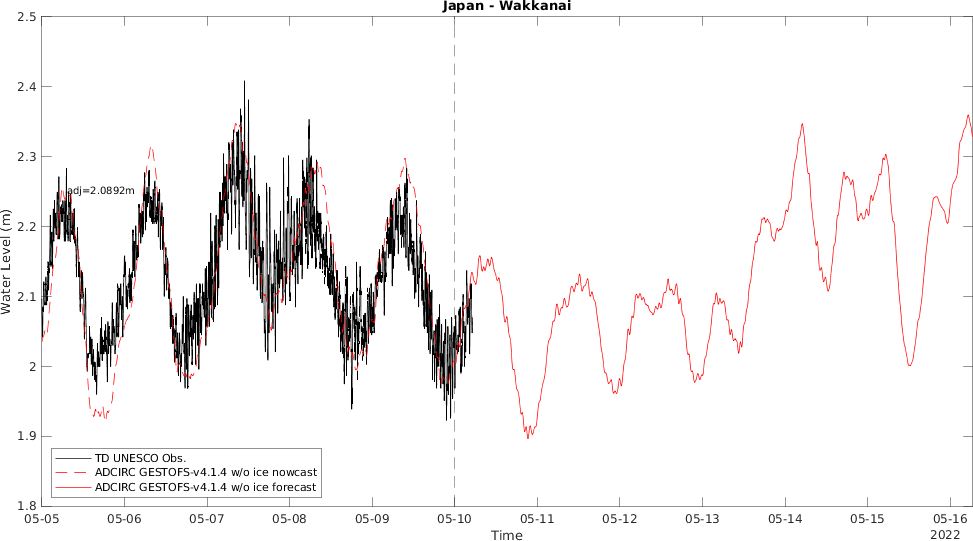 Japan - Wakkanai
2.5
2.4
2.3
2.2
2.1
2
1.9
1.8
Water Level (m)
adj=2.0892m
TD UNESCO Obs.
ADCIRC GESTOFS-v4.1.4 w/o ice nowcast
ADCIRC GESTOFS-v4.1.4 w/o ice forecast
05-05 05-06 05-07 05-08 05-09 05-10 05-11 05-12 05-13 05-14 05-15 05-16
Time
2022